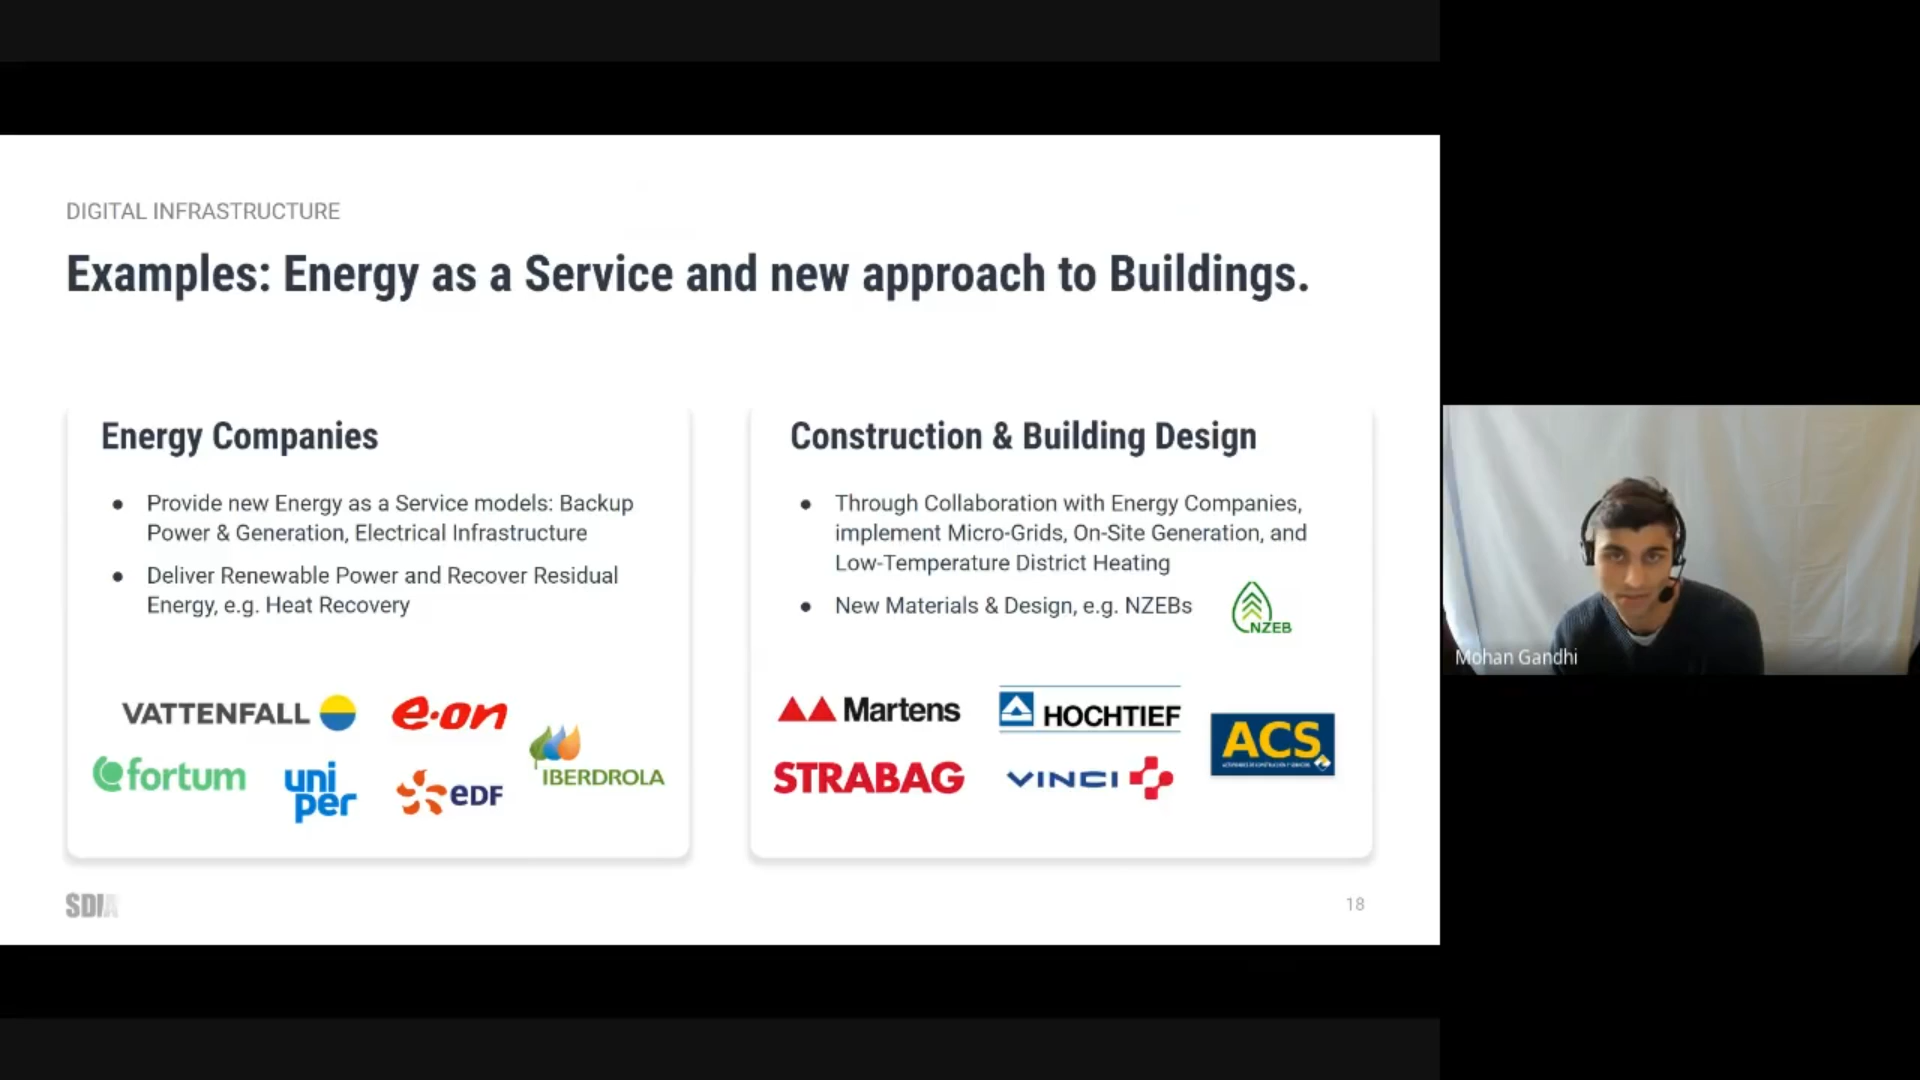 DIGITAL INFRASTRUCTURE
Examples: Energy as a Service and new approach to Buildings.
Energy Companies
● Provide new Energy as a Service models: Backup
Power & Generation, Electrical Infrastructure
● Deliver Renewable Power and Recover Residual
Energy, e.g. Heat Recovery
VATTENFALL
e·on
fortum
uni
per
eDF
IBERDROLA
Construction & Building Design
● Through Collaboration with Energy Companies,
implement Micro-Grids, On-Site Generation, and
Low-Temperature District Heating
● New Materials & Design, e.g. NZEBs
NZEB
Martens
HOCHTIEF
ACS
STRABAG
VINCI
SDIA
18
Mohan Gandhi